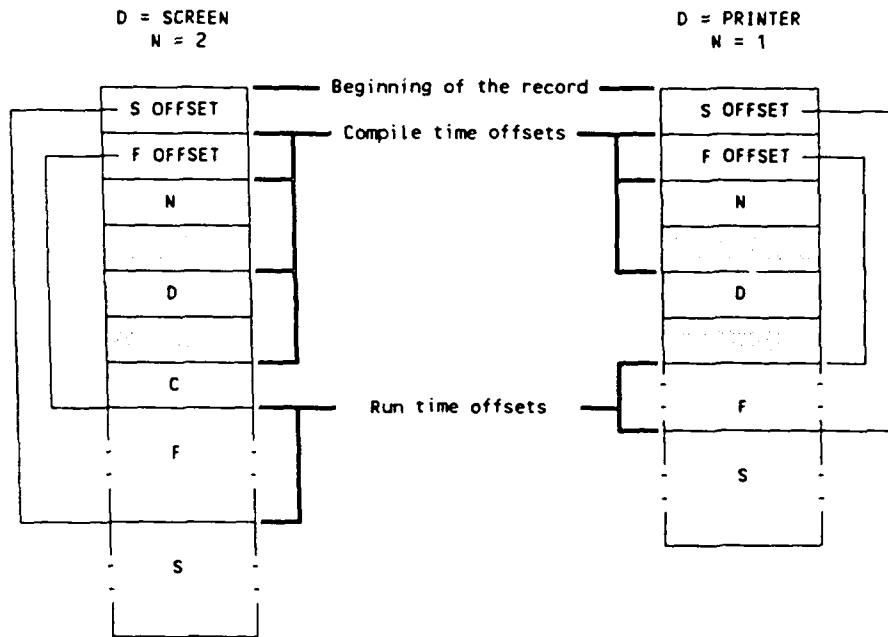 D = SCREEN
N = 2
D = PRINTER
N = 1
Beginning of the record
S OFFSET
S OFFSET
Compile time offsets
F OFFSET
F OFFSET
N
N
D
D
C
Run time offsets
F
F
S
S